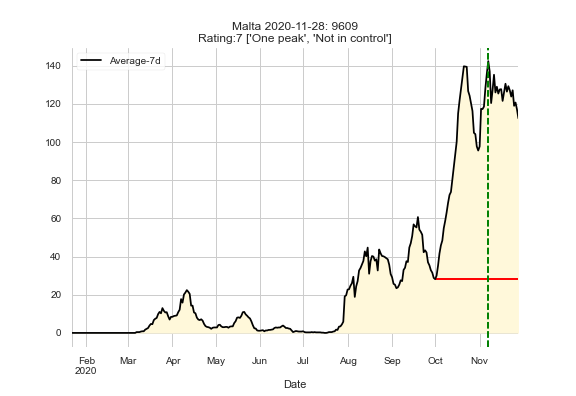 Malta 2020-11-28: 9609
Rating:7 ['One peak', 'Not in control']
Average-7d
140
120
100
80
60
40
20
0
Feb Mar Apr May Jun Jul Aug Sep Oct Nov
2020
Date